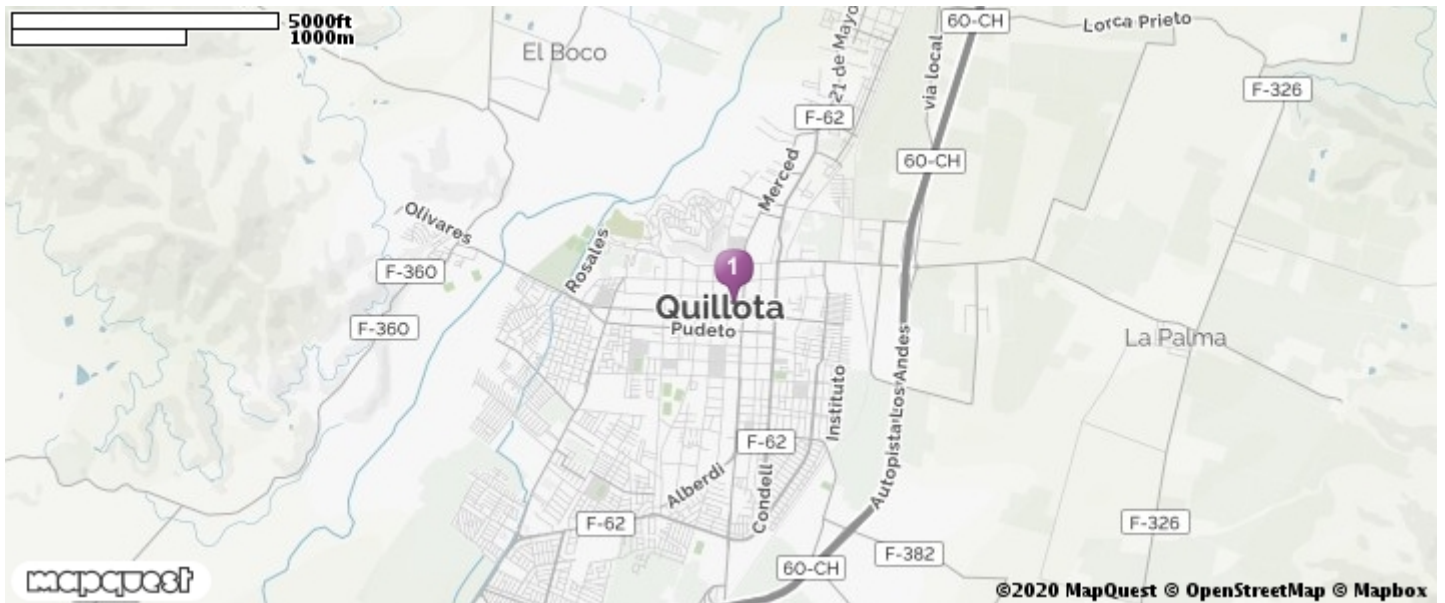 5000ft
1000m
El Boco
21 de Mayo
vía local
60-CH
Lorca Prieto
F-326
F-62
60-CH
Merced
Olivares
Rosales
F-360
1
Quillota
Pudeto
F-360
La Palma
Instituto
Autopista Los Andes
F-62
Alberdi
Condell
F-62
F-326
F-382
60-CH
mapquest
©2020 MapQuest © OpenStreetMap © Mapbox